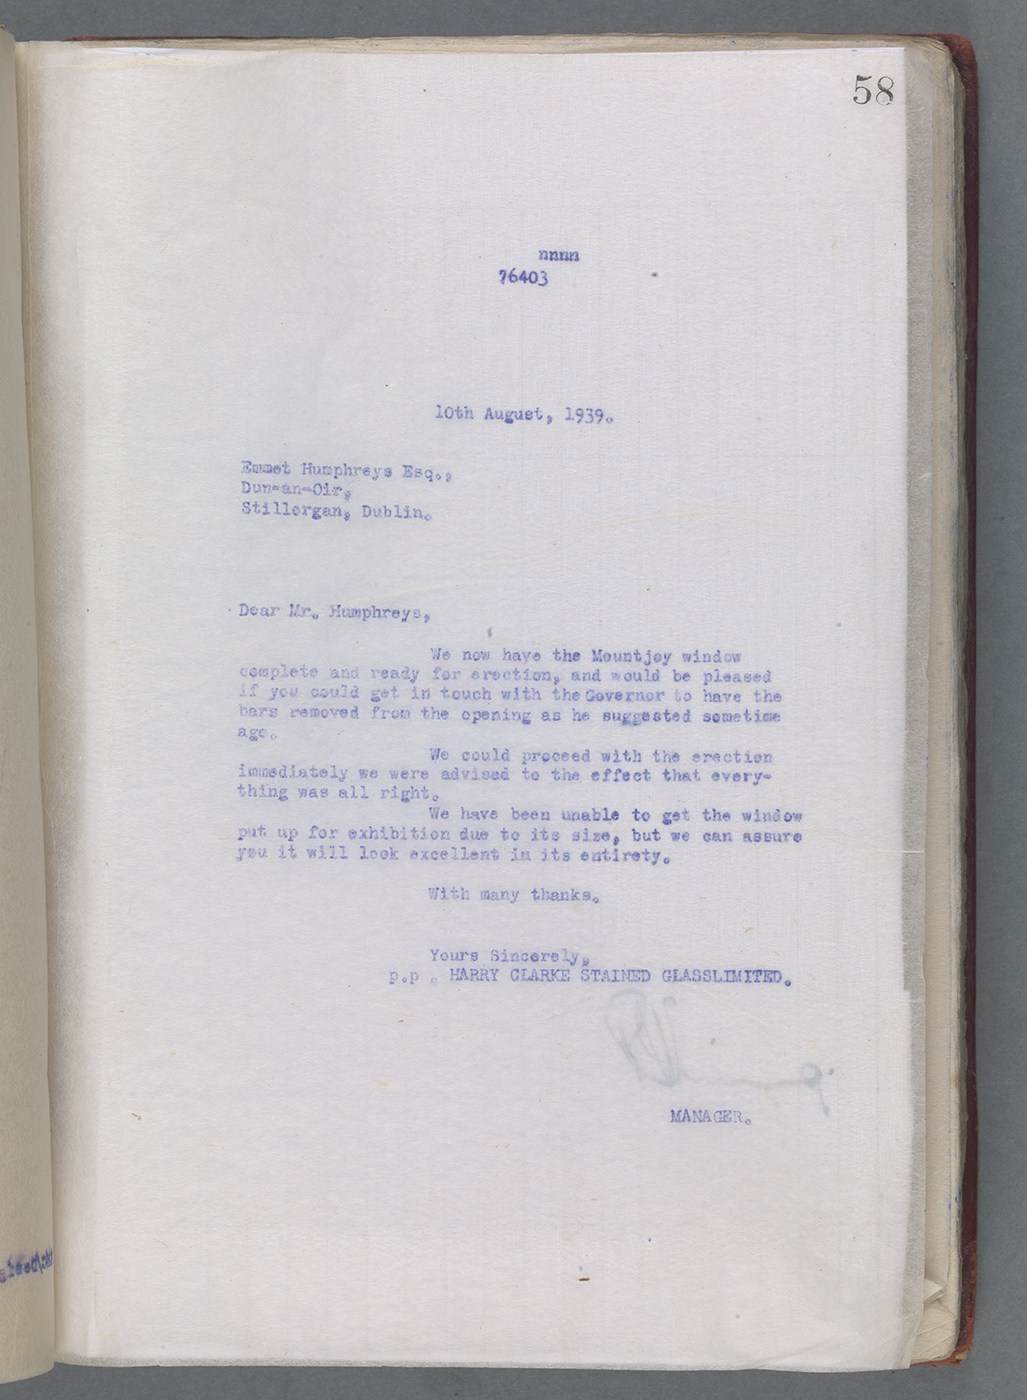 58
nnnn
76403
10th August, 1939.
Emmet Humphreys Esq.,
Dun-an-Oir,
Stillorgan, Dublin.
Dear Mr. Humphreys,
We now have the Mountjoy window
complete and ready for erection, and would be pleased
if you could get in touch with theGovernor to have the
bars removed from the opening as he suggested sometime
ago.
We could proceed with the erection
immediately we were advised to the effect that every-
thing was all right.
We have been unable to get the window
put up for exhibition due to its size, but we can assure
you it will look excellent in its entirety.
With many thanks.
Yours Sincerely,
p.p . HARRY CLARKE STAINED GLASSLIMITED.
MANAGER.